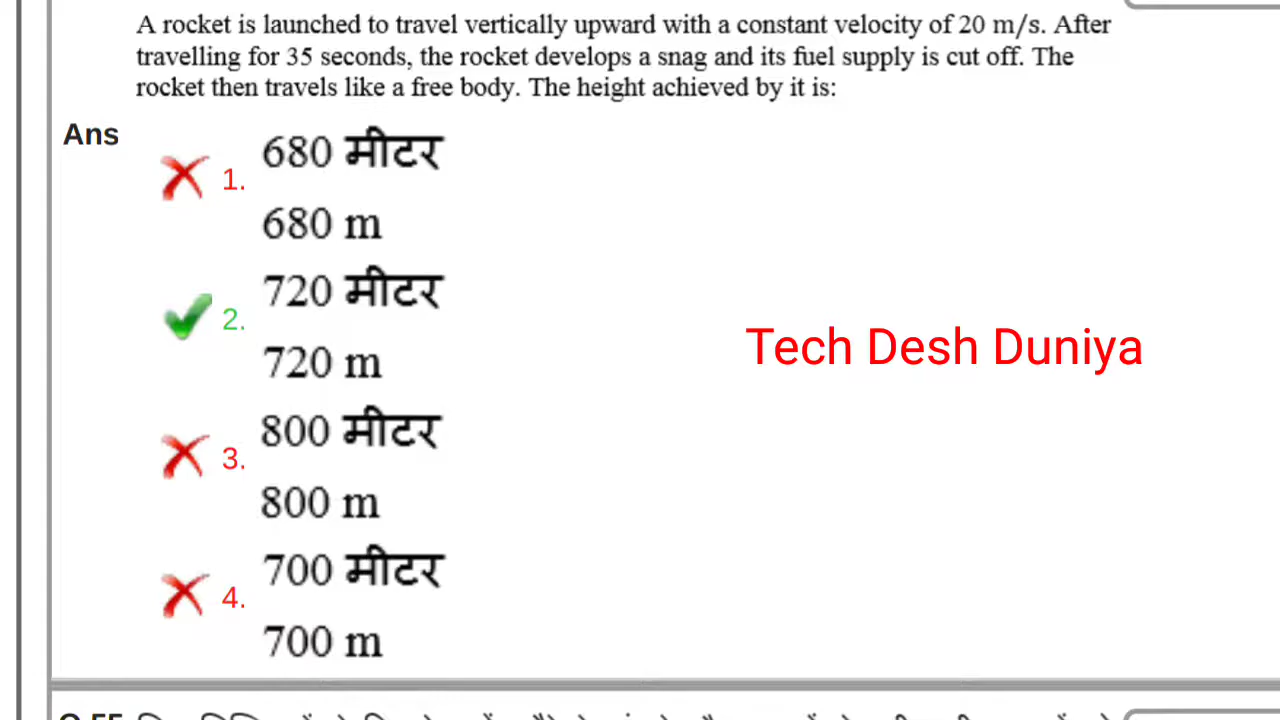 A rocket is launched to travel vertically upward with a constant velocity of 20 m/s. After
travelling for 35 seconds, the rocket develops a snag and its fuel supply is cut off. The
rocket then travels like a free body. The height achieved by it is:
Ans
1. 680 मीटर
680 m
2. 720 मीटर
720 m
Tech Desh Duniya
3. 800 मीटर
800 m
4. 700 मीटर
700 m